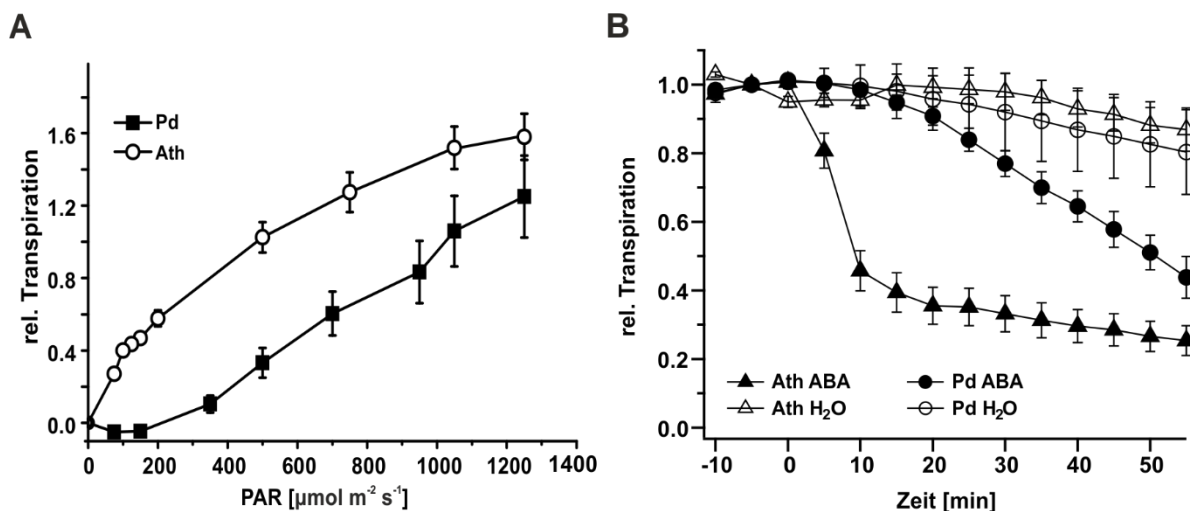 A
rel. Transpiration
1.6
1.2
0.8
0.4
0.0
Pd
Ath
0 200 400 600 800 1000 1200 1400
PAR [µmol m⁻² s⁻¹]
B
rel. Transpiration
1.0
0.8
0.6
0.4
0.2
0.0
Ath ABA Pd ABA
Ath H₂O Pd H₂O
-10 0 10 20 30 40 50
Zeit [min]